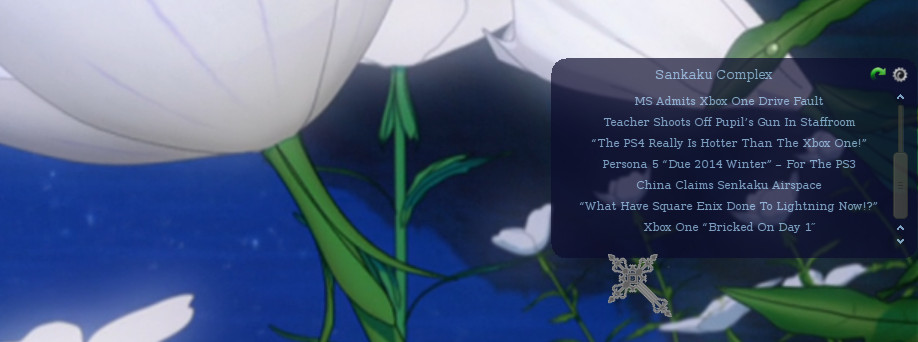 Sankaku Complex
MS Admits Xbox One Drive Fault
Teacher Shoots Off Pupil's Gun In Staffroom
“The PS4 Really Is Hotter Than The Xbox One!”
Persona 5 “Due 2014 Winter” – For The PS3
China Claims Senkaku Airspace
“What Have Square Enix Done To Lightning Now!?”
Xbox One “Bricked On Day 1″